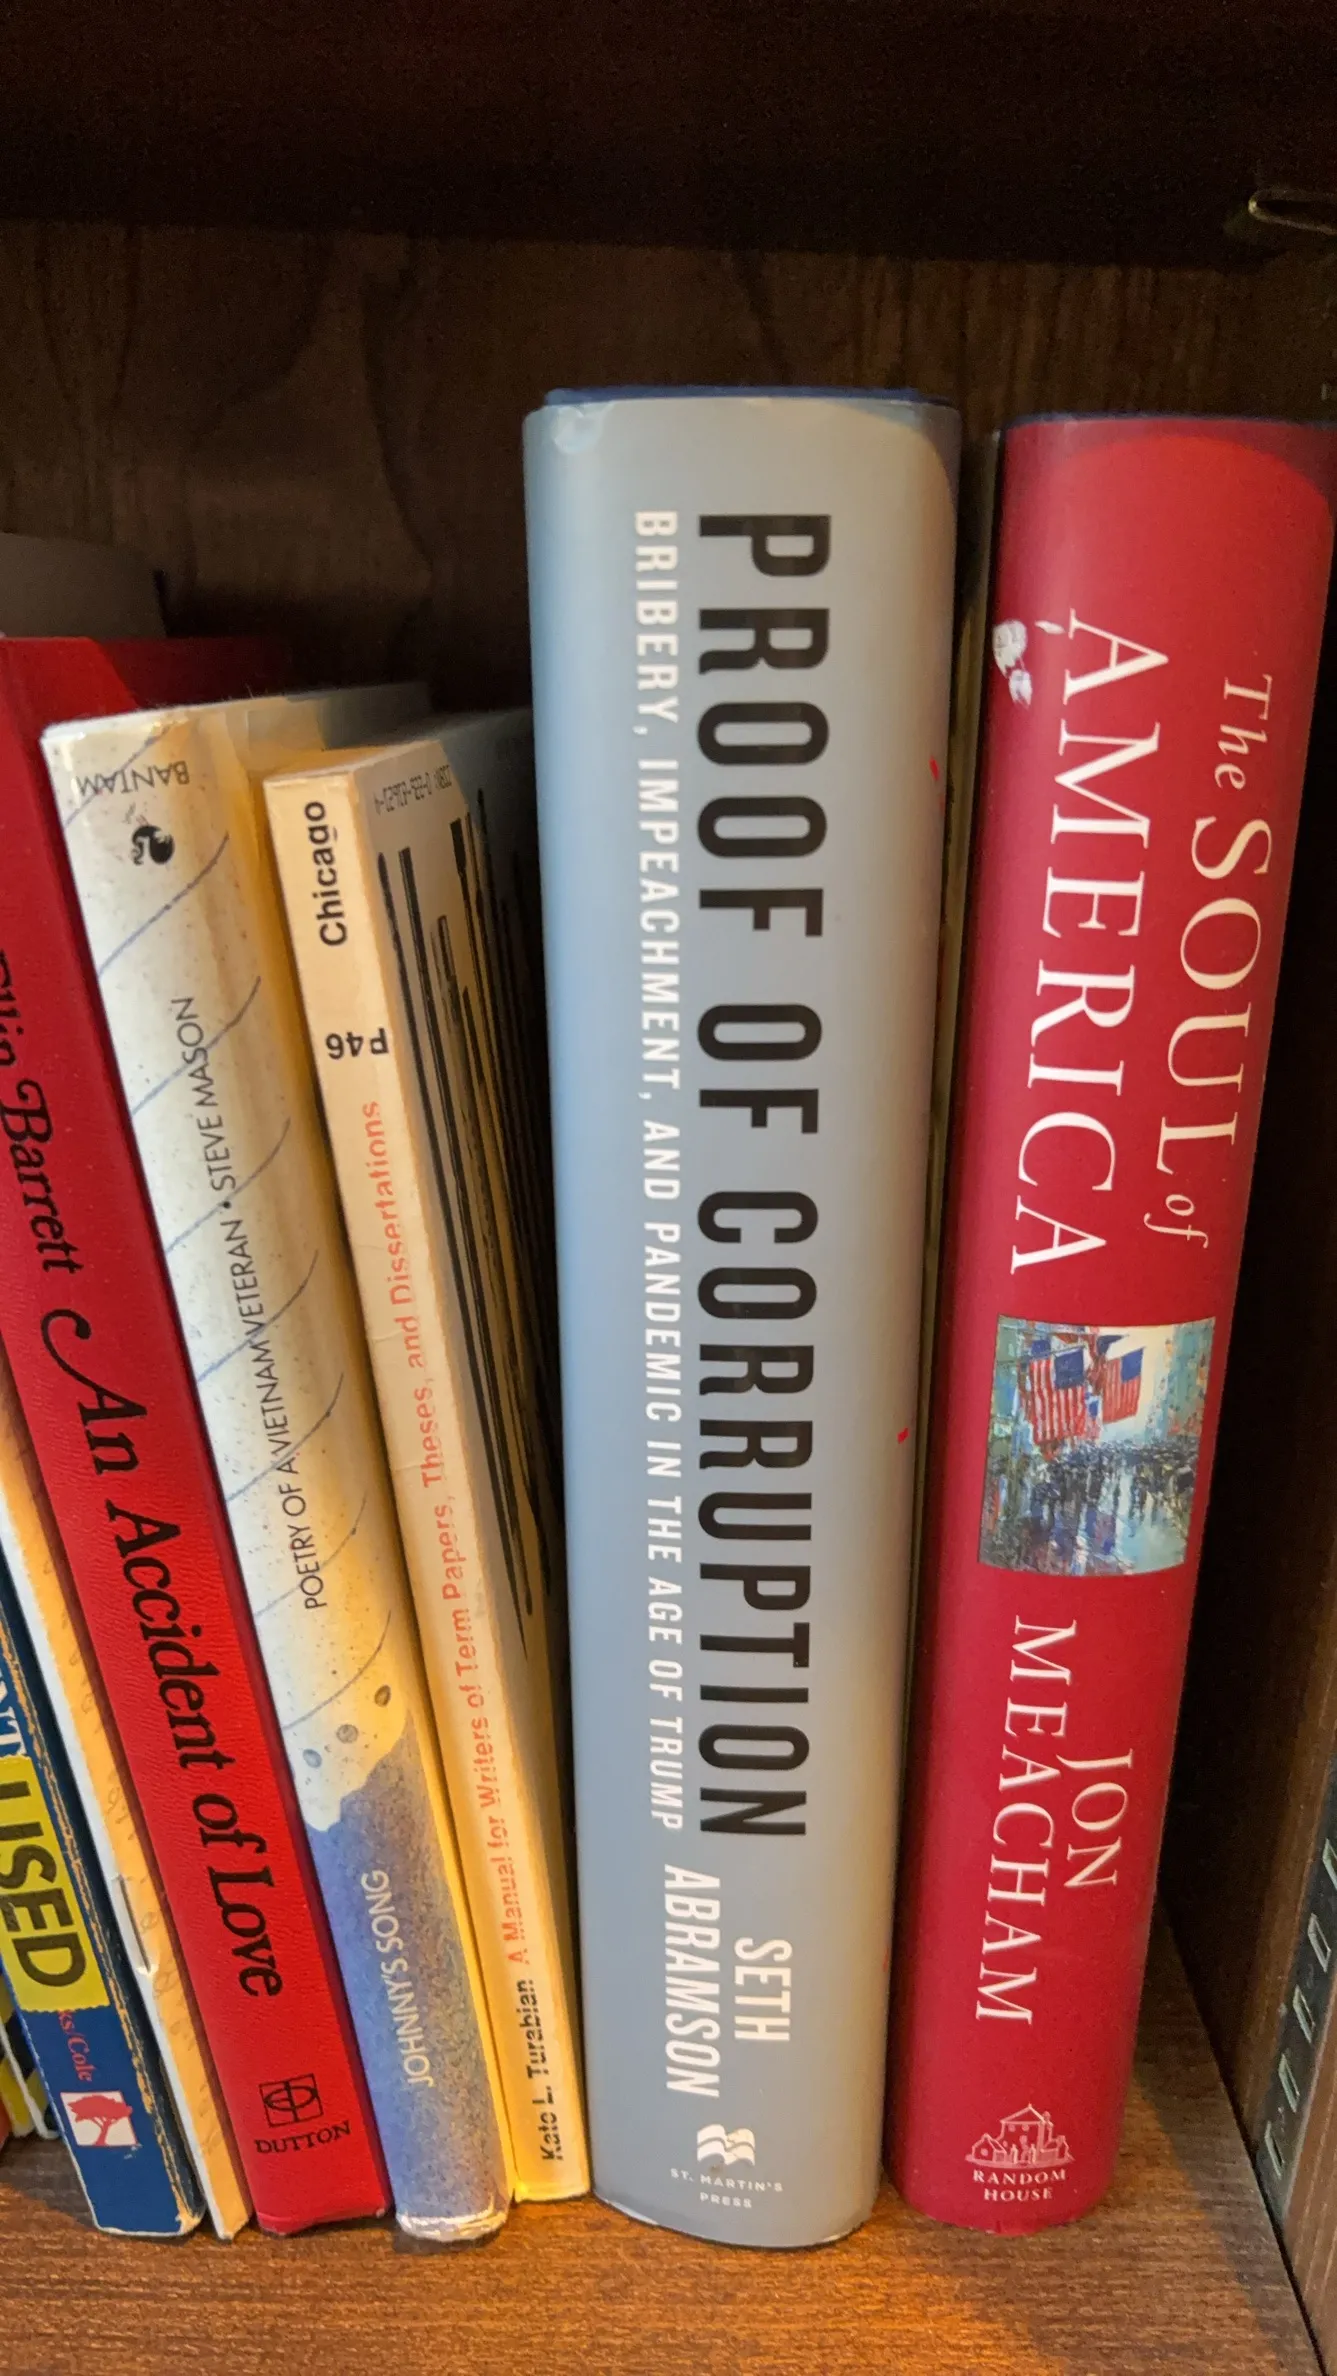 USED
ks/Cole
Barrett An Accident of Love
DUTTON
BANTAM
POETRY OF A VIETNAM VETERAN • STEVE MASON
JOHNNY'S SONG
Chicago
P46
Kate L. Turabian A Manual for Writers of Term Papers, Theses, and Dissertations
PROOF OF CORRUPTION
BRIBERY, IMPEACHMENT, AND PANDEMIC IN THE AGE OF TRUMP
SETH
ABRAMSON
ST. MARTIN'S
PRESS
The SOUL of
AMERICA
JON
MEACHAM
RANDOM
HOUSE